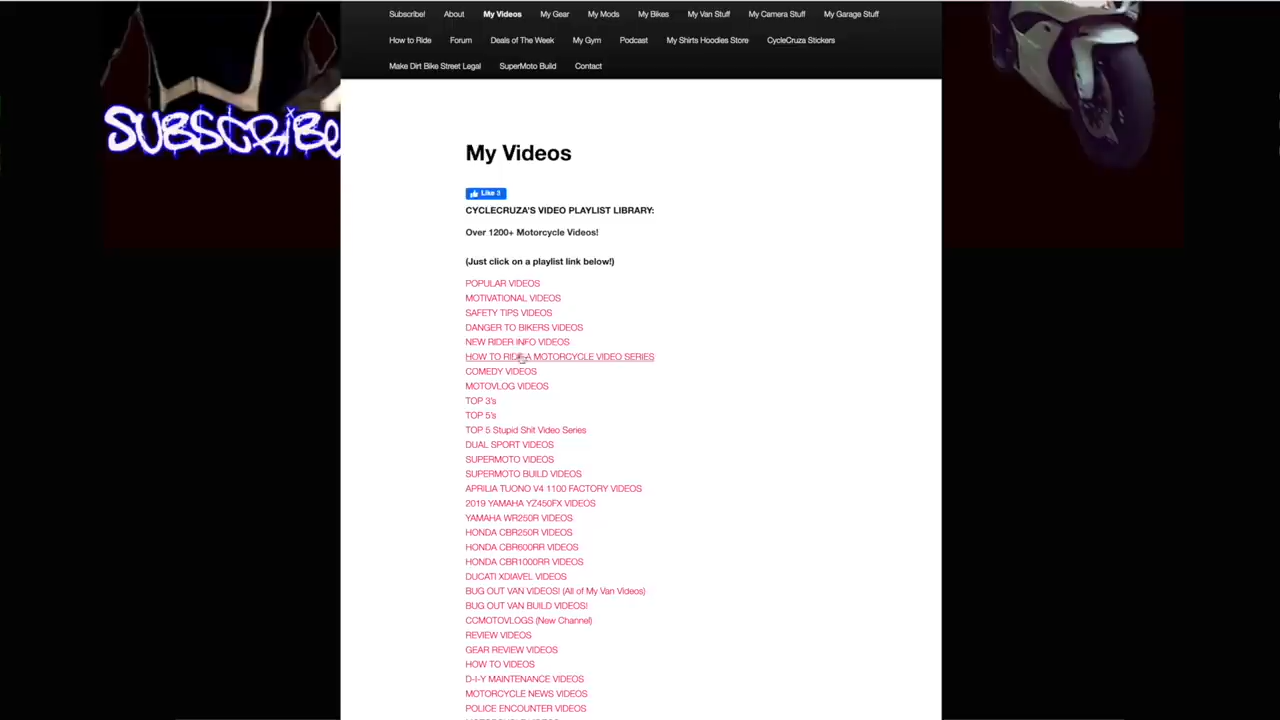 Subscribe! About My Videos My Gear My Mods My Bikes My Van Stuff My Camera Stuff My Garage Stuff
How to Ride Forum Deals of The Week My Gym Podcast My Shirts Hoodies Store CycleCruza Stickers
Make Dirt Bike Street Legal SuperMoto Build Contact
SUBSCRiBe
My Videos
Like 3
CYCLECRUZA'S VIDEO PLAYLIST LIBRARY:
Over 1200+ Motorcycle Videos!
(Just click on a playlist link below!)
POPULAR VIDEOS
MOTIVATIONAL VIDEOS
SAFETY TIPS VIDEOS
DANGER TO BIKERS VIDEOS
NEW RIDER INFO VIDEOS
HOW TO RIDE A MOTORCYCLE VIDEO SERIES
COMEDY VIDEOS
MOTOVLOG VIDEOS
TOP 3's
TOP 5's
TOP 5 Stupid Shit Video Series
DUAL SPORT VIDEOS
SUPERMOTO VIDEOS
SUPERMOTO BUILD VIDEOS
APRILIA TUONO V4 1100 FACTORY VIDEOS
2019 YAMAHA YZ450FX VIDEOS
YAMAHA WR250R VIDEOS
HONDA CBR250R VIDEOS
HONDA CBR600RR VIDEOS
HONDA CBR1000RR VIDEOS
DUCATI XDIAVEL VIDEOS
BUG OUT VAN VIDEOS! (All of My Van Videos)
BUG OUT VAN BUILD VIDEOS!
CCMOTOVLOGS (New Channel)
REVIEW VIDEOS
GEAR REVIEW VIDEOS
HOW TO VIDEOS
D-I-Y MAINTENANCE VIDEOS
MOTORCYCLE NEWS VIDEOS
POLICE ENCOUNTER VIDEOS